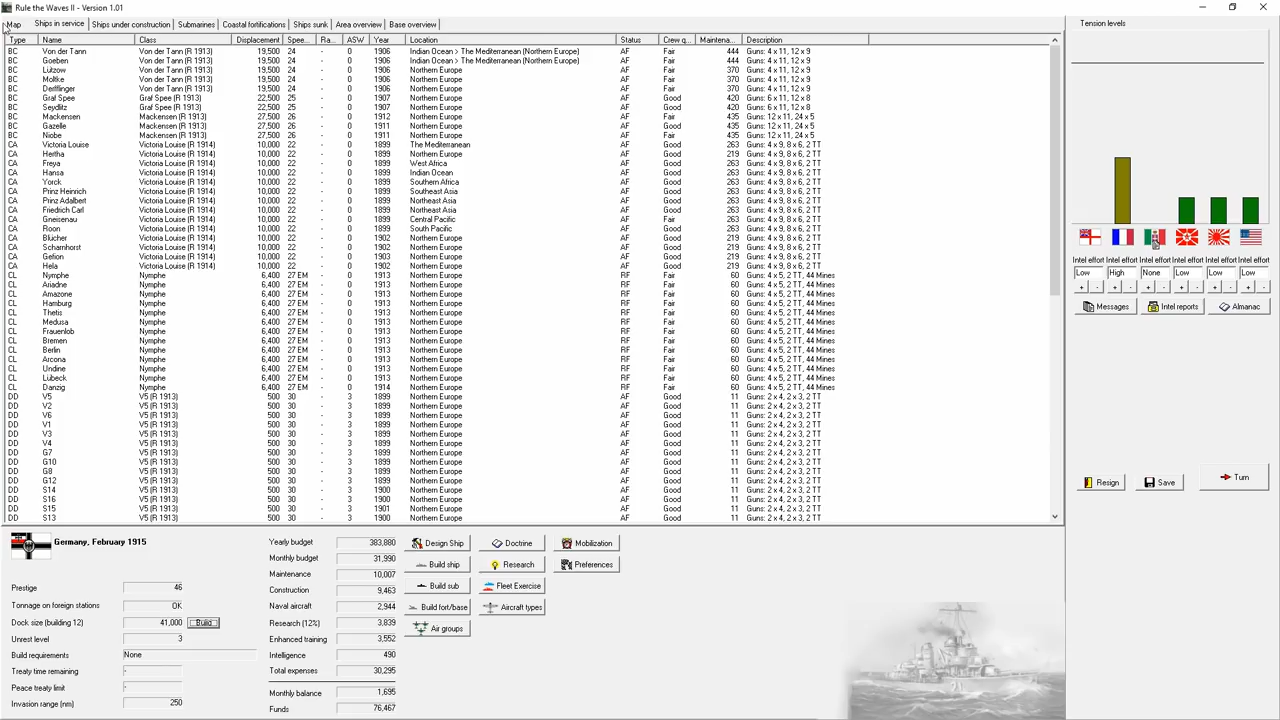 Rule the Waves II - Version 1.01
Map Ships in service Ships under construction Submarines Coastal fortifications Ships sunk Area overview Base overview
Type Name Class Displacement Spee... Ra... ASW Year Location Status Crew q... Maintena... Description
BC Von der Tann Von der Tann (R 1913) 19,500 24 - 0 1906 Indian Ocean > The Mediterranean (Northern Europe) AF Fair 444 Guns: 4 x 11, 12 x 9
BC Goeben Von der Tann (R 1913) 19,500 24 - 0 1906 Indian Ocean > The Mediterranean (Northern Europe) AF Fair 444 Guns: 4 x 11, 12 x 9
BC Lützow Von der Tann (R 1913) 19,500 24 - 0 1906 Northern Europe AF Fair 370 Guns: 4 x 11, 12 x 9
BC Moltke Von der Tann (R 1913) 19,500 24 - 0 1906 Northern Europe AF Fair 370 Guns: 4 x 11, 12 x 9
BC Derfflinger Von der Tann (R 1913) 19,500 24 - 0 1906 Northern Europe AF Fair 370 Guns: 4 x 11, 12 x 9
BC Graf Spee Graf Spee (R 1913) 22,500 25 - 0 1907 Northern Europe AF Good 420 Guns: 6 x 11, 12 x 8
BC Seydlitz Graf Spee (R 1913) 22,500 25 - 0 1907 Northern Europe AF Good 420 Guns: 6 x 11, 12 x 8
BC Mackensen Mackensen (R 1913) 27,500 26 - 0 1912 Northern Europe AF Fair 435 Guns: 12 x 11, 24 x 5
BC Gazelle Mackensen (R 1913) 27,500 26 - 0 1911 Northern Europe AF Good 435 Guns: 12 x 11, 24 x 5
BC Niobe Mackensen (R 1913) 27,500 26 - 0 1911 Northern Europe AF Fair 435 Guns: 12 x 11, 24 x 5
CA Victoria Louise Victoria Louise (R 1914) 10,000 22 - 0 1899 The Mediterranean AF Good 263 Guns: 4 x 9, 8 x 6, 2 TT
CA Hertha Victoria Louise (R 1914) 10,000 22 - 0 1899 Northern Europe AF Good 219 Guns: 4 x 9, 8 x 6, 2 TT
CA Freya Victoria Louise (R 1914) 10,000 22 - 0 1899 West Africa AF Good 263 Guns: 4 x 9, 8 x 6, 2 TT
CA Hansa Victoria Louise (R 1914) 10,000 22 - 0 1899 Indian Ocean AF Good 263 Guns: 4 x 9, 8 x 6, 2 TT
CA Yorck Victoria Louise (R 1914) 10,000 22 - 0 1899 Southern Africa AF Good 263 Guns: 4 x 9, 8 x 6, 2 TT
CA Prinz Heinrich Victoria Louise (R 1914) 10,000 22 - 0 1899 Southeast Asia AF Good 263 Guns: 4 x 9, 8 x 6, 2 TT
CA Prinz Adalbert Victoria Louise (R 1914) 10,000 22 - 0 1899 Northeast Asia AF Good 263 Guns: 4 x 9, 8 x 6, 2 TT
CA Friedrich Carl Victoria Louise (R 1914) 10,000 22 - 0 1899 Northeast Asia AF Fair 263 Guns: 4 x 9, 8 x 6, 2 TT
CA Gneisenau Victoria Louise (R 1914) 10,000 22 - 0 1899 Central Pacific AF Fair 263 Guns: 4 x 9, 8 x 6, 2 TT
CA Roon Victoria Louise (R 1914) 10,000 22 - 0 1899 South Pacific AF Good 263 Guns: 4 x 9, 8 x 6, 2 TT
CA Blücher Victoria Louise (R 1914) 10,000 22 - 0 1902 Northern Europe AF Good 219 Guns: 4 x 9, 8 x 6, 2 TT
CA Scharnhorst Victoria Louise (R 1914) 10,000 22 - 0 1902 Northern Europe AF Good 219 Guns: 4 x 9, 8 x 6, 2 TT
CA Gefion Victoria Louise (R 1914) 10,000 22 - 0 1903 Northern Europe AF Good 219 Guns: 4 x 9, 8 x 6, 2 TT
CA Hela Victoria Louise (R 1914) 10,000 22 - 0 1902 Northern Europe AF Good 219 Guns: 4 x 9, 8 x 6, 2 TT
CL Nymphe Nymphe 6,400 27 EM - 0 1913 Northern Europe RF Fair 60 Guns: 4 x 5, 2 TT, 44 Mines
CL Ariadne Nymphe 6,400 27 EM - 0 1913 Northern Europe RF Fair 60 Guns: 4 x 5, 2 TT, 44 Mines
CL Amazone Nymphe 6,400 27 EM - 0 1913 Northern Europe RF Fair 60 Guns: 4 x 5, 2 TT, 44 Mines
CL Hamburg Nymphe 6,400 27 EM - 0 1913 Northern Europe RF Fair 60 Guns: 4 x 5, 2 TT, 44 Mines
CL Thetis Nymphe 6,400 27 EM - 0 1913 Northern Europe RF Fair 60 Guns: 4 x 5, 2 TT, 44 Mines
CL Medusa Nymphe 6,400 27 EM - 0 1913 Northern Europe RF Fair 60 Guns: 4 x 5, 2 TT, 44 Mines
CL Frauenlob Nymphe 6,400 27 EM - 0 1913 Northern Europe RF Fair 60 Guns: 4 x 5, 2 TT, 44 Mines
CL Bremen Nymphe 6,400 27 EM - 0 1913 Northern Europe RF Fair 60 Guns: 4 x 5, 2 TT, 44 Mines
CL Berlin Nymphe 6,400 27 EM - 0 1913 Northern Europe RF Fair 60 Guns: 4 x 5, 2 TT, 44 Mines
CL Arcona Nymphe 6,400 27 EM - 0 1913 Northern Europe RF Fair 60 Guns: 4 x 5, 2 TT, 44 Mines
CL Undine Nymphe 6,400 27 EM - 0 1913 Northern Europe RF Fair 60 Guns: 4 x 5, 2 TT, 44 Mines
CL Lübeck Nymphe 6,400 27 EM - 0 1913 Northern Europe RF Fair 60 Guns: 4 x 5, 2 TT, 44 Mines
CL Danzig Nymphe 6,400 27 EM - 0 1914 Northern Europe RF Fair 60 Guns: 4 x 5, 2 TT, 44 Mines
DD V5 V5 (R 1913) 500 30 - 3 1899 Northern Europe AF Good 11 Guns: 2 x 4, 2 x 3, 2 TT
DD V2 V5 (R 1913) 500 30 - 3 1899 Northern Europe AF Good 11 Guns: 2 x 4, 2 x 3, 2 TT
DD V6 V5 (R 1913) 500 30 - 3 1899 Northern Europe AF Good 11 Guns: 2 x 4, 2 x 3, 2 TT
DD V1 V5 (R 1913) 500 30 - 3 1899 Northern Europe AF Good 11 Guns: 2 x 4, 2 x 3, 2 TT
DD V3 V5 (R 1913) 500 30 - 3 1899 Northern Europe AF Good 11 Guns: 2 x 4, 2 x 3, 2 TT
DD V4 V5 (R 1913) 500 30 - 3 1899 Northern Europe AF Good 11 Guns: 2 x 4, 2 x 3, 2 TT
DD G7 V5 (R 1913) 500 30 - 3 1899 Northern Europe AF Good 11 Guns: 2 x 4, 2 x 3, 2 TT
DD G10 V5 (R 1913) 500 30 - 3 1899 Northern Europe AF Good 11 Guns: 2 x 4, 2 x 3, 2 TT
DD G8 V5 (R 1913) 500 30 - 3 1899 Northern Europe AF Good 11 Guns: 2 x 4, 2 x 3, 2 TT
DD G12 V5 (R 1913) 500 30 - 3 1899 Northern Europe AF Good 11 Guns: 2 x 4, 2 x 3, 2 TT
DD S14 V5 (R 1913) 500 30 - 3 1900 Northern Europe AF Good 11 Guns: 2 x 4, 2 x 3, 2 TT
DD S16 V5 (R 1913) 500 30 - 3 1900 Northern Europe AF Good 11 Guns: 2 x 4, 2 x 3, 2 TT
DD S15 V5 (R 1913) 500 30 - 3 1901 Northern Europe AF Good 11 Guns: 2 x 4, 2 x 3, 2 TT
DD S13 V5 (R 1913) 500 30 - 3 1900 Northern Europe AF Good 11 Guns: 2 x 4, 2 x 3, 2 TT
Tension levels
Intel effort Intel effort Intel effort Intel effort Intel effort Intel effort
Low High None Low Low Low
+ - + - + - + - + - + -
Messages Intel reports Almanac
Resign Save Turn
Germany, February 1915
Prestige 46
Tonnage on foreign stations OK
Dock size (building 12) 41,000 Build
Unrest level 3
Build requirements None
Treaty time remaining -
Peace treaty limit -
Invasion range (nm) 250
Yearly budget 383,880
Monthly budget 31,990
Maintenance 10,007
Construction 9,463
Naval aircraft 2,944
Research (12%) 3,839
Enhanced training 3,552
Intelligence 490
Total expenses 30,295
Monthly balance 1,695
Funds 76,467
Design Ship Doctrine Mobilization
Build ship Research Preferences
Build sub Fleet Exercise
Build fort/base Aircraft types
Air groups